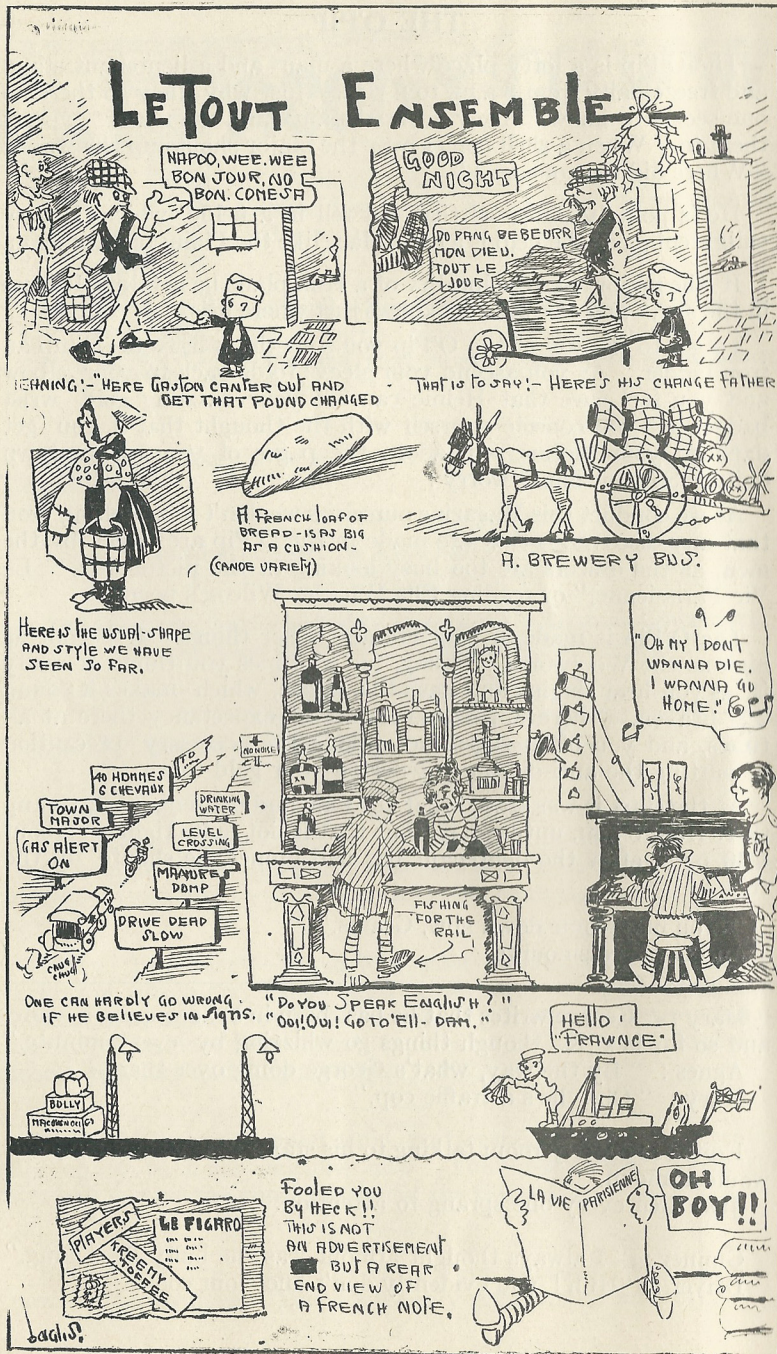 LE TOUT ENSEMBLE
NAPOO, WEE. WEE
BON JOUR, NO
BON. COMESA
GOOD
NIGHT
DO PANG BEBEURR
MON DIEU.
TOUT LE
JOUR
"HERE GASTON CANTER OUT AND
GET THAT POUND CHANGED
THAT IS TO SAY!- HERE'S HIS CHANGE FATHER
A FRENCH LOAF OF
BREAD - IS AS BIG
AS A CUSHION -
(CANOE VARIETY)
XX
A. BREWERY BUS.
HERE IS THE USUAL-SHAPE
AND STYLE WE HAVE
SEEN SO FAR.
"OH MY I DONT
WANNA DIE.
I WANNA GO
HOME."
NO NOISE
40 HOMMES
6 CHEVAUX
TOWN
MAJOR
GAS ALERT
ON
DRINKING
WATER
LEVEL
CROSSING
MANURE
DUMP
DRIVE DEAD
SLOW
CHUG
CHUG
XX
FISHING
FOR THE
RAIL
ONE CAN HARDLY GO WRONG.
IF HE BELIEVES IN SIGNS.
"DO YOU SPEAK ENGLISH?"
"OOI! OUI! GO TO 'ELL - DAM."
HELLO!
"FRAWNCE"
BULLY
LA VIE PARISIENNE
OH
BOY!!
PLAYERS
KREEMY
TOFFEE
LE FIGARO
FOOLED YOU
BY HECK!!
THIS IS NOT
AN ADVERTISEMENT
BUT A REAR
END VIEW OF
A FRENCH NOTE.